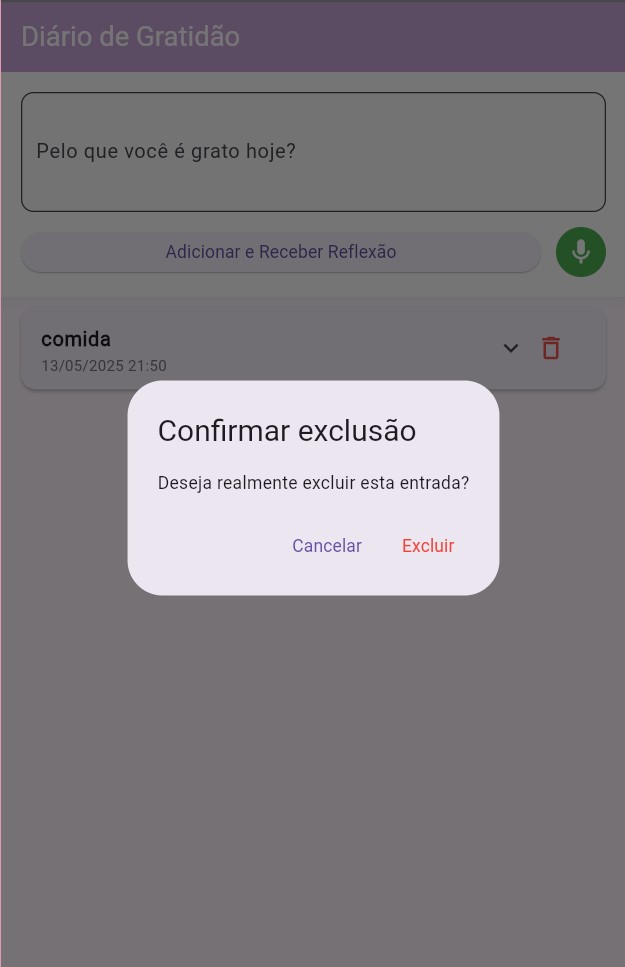 Diário de Gratidão
Pelo que você é grato hoje?
Adicionar e Receber Reflexão
comida
13/05/2025 21:50
Confirmar exclusão
Deseja realmente excluir esta entrada?
Cancelar Excluir